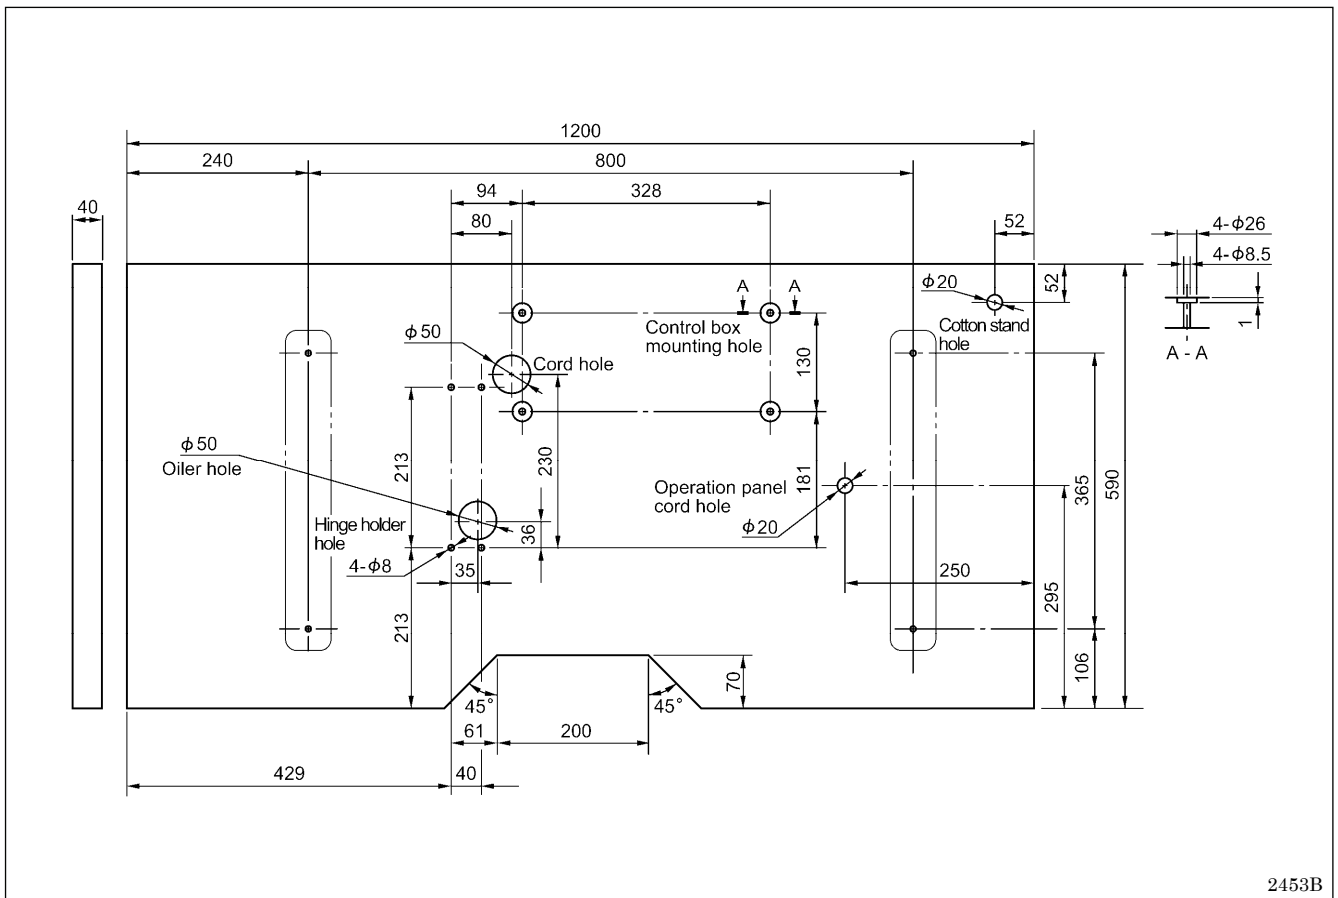 1200
240
800
94
328
40
80
52
4-φ26
4-φ8.5
52
φ20
A
A
1
A - A
Control box
mounting hole
Cotton stand
hole
φ50
Cord hole
130
φ50
Oiler hole
213
230
181
365
590
Operation panel
cord hole
φ20
Hinge holder
hole
36
4-φ8
35
250
295
213
70
106
45°
45°
61
200
429
40
2453B